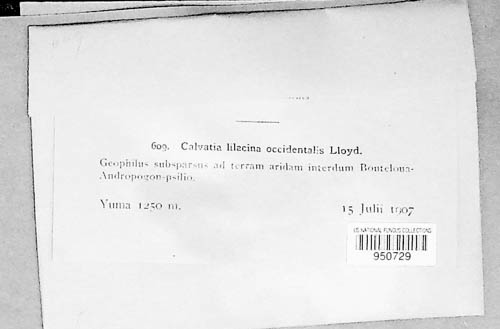 609. Calvatia lilacina occidentalis Lloyd.
Geophilus subsparsus ad terram aridam interdum Bouteloua-
Andropogon-psilio.
Yuma 1250 m. 15 Julii 1907
US NATIONAL FUNGUS COLLECTIONS
950729